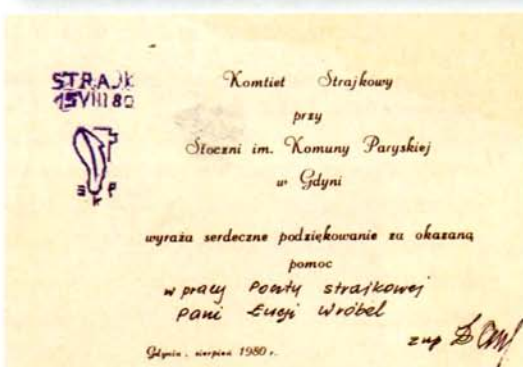 STRAJK
15 VIII 80
S K P
Komtiet Strajkowy
przy
Stoczni im. Komuny Paryskiej
w Gdyni
wyraża serdeczne podziękowanie za okazaną
pomoc
w pracy Poczty strajkowej
Pani Łucji Wróbel
Gdynia, sierpień 1980 r.